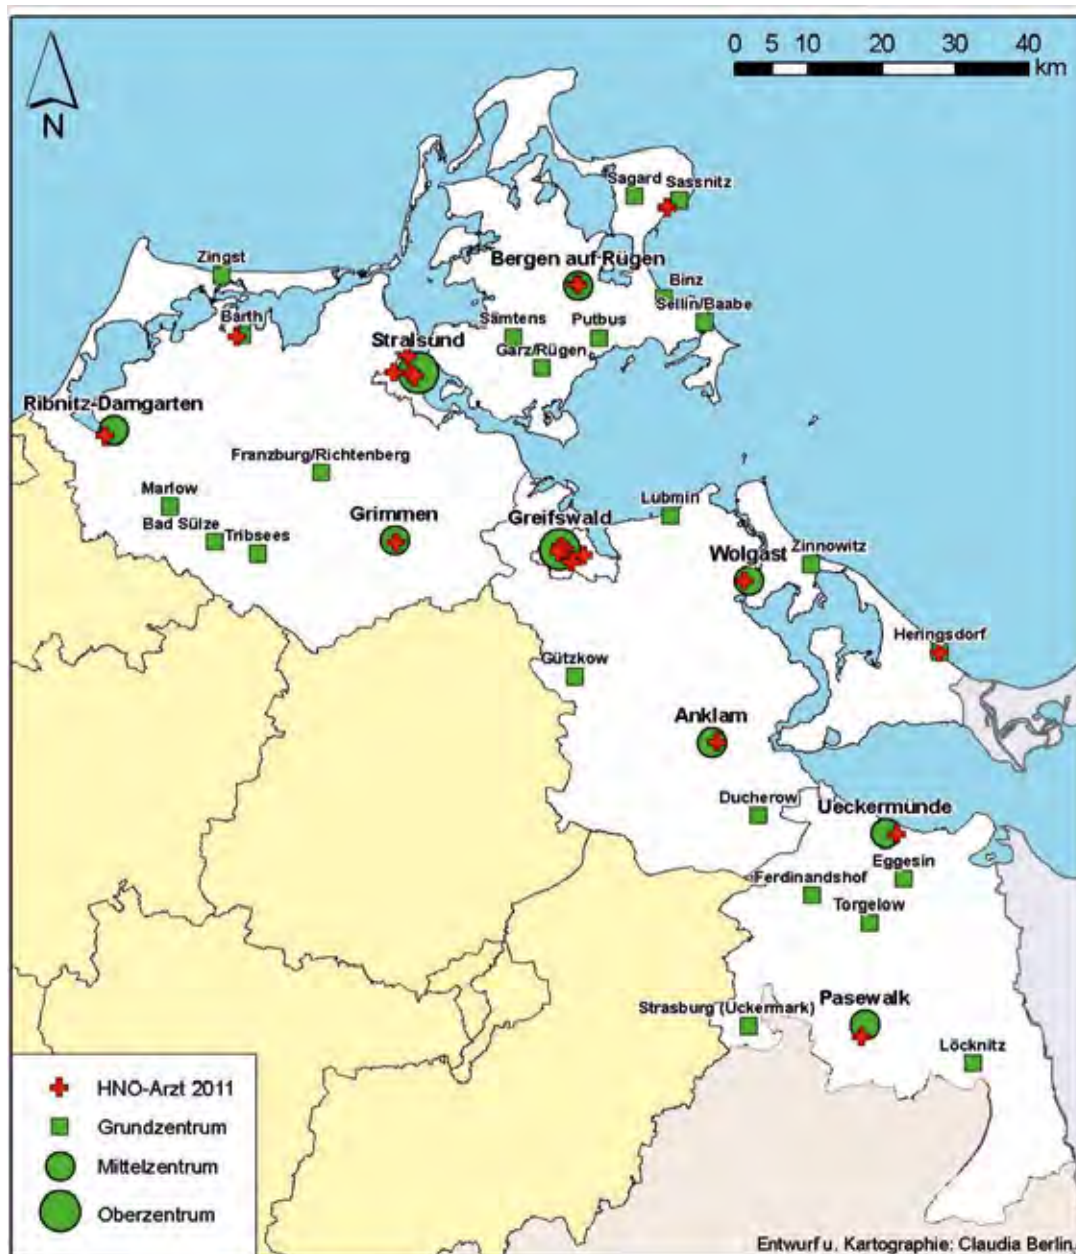 0 5 10 20 30 40
km
N
Sagard
Sassnitz
Zingst
Bergen auf Rügen
Binz
Sellin/Baabe
Barth
Samtens
Putbus
Stralsund
Garz/Rügen
Ribnitz-Damgarten
Franzburg/Richtenberg
Marlow
Lubmin
Grimmen
Greifswald
Bad Sülze
Tribsees
Wolgast
Zinnowitz
Heringsdorf
Gützkow
Anklam
Ducherow
Ueckermünde
Eggesin
Ferdinandshof
Torgelow
Pasewalk
Strasburg (Uckermark)
Löcknitz
HNO-Arzt 2011
Grundzentrum
Mittelzentrum
Oberzentrum
Entwurf u. Kartographie: Claudia Berlin